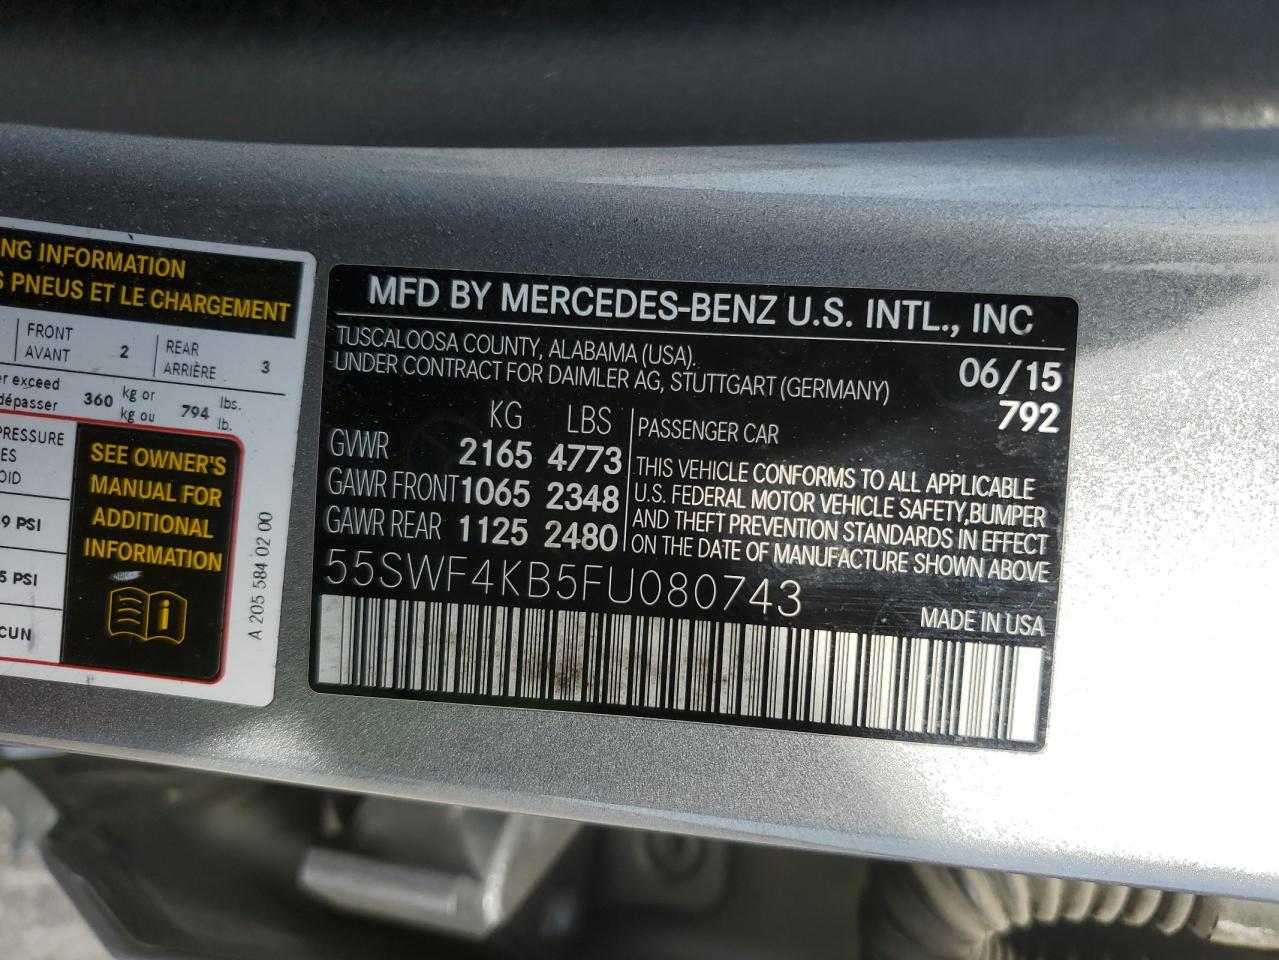 NG INFORMATION
S PNEUS ET LE CHARGEMENT
FRONT
AVANT
2
REAR
ARRIÈRE
3
exceed
dépasser
360
kg or
kg ou
794
lbs.
lb.
PRESSURE
SEE OWNER'S
MANUAL FOR
ADDITIONAL
INFORMATION
9 PSI
5 PSI
CUN
i
A 205 584 02 00
MFD BY MERCEDES-BENZ U.S. INTL., INC
TUSCALOOSA COUNTY, ALABAMA (USA).
UNDER CONTRACT FOR DAIMLER AG, STUTTGART (GERMANY)
06/15
792
KG LBS
GVWR 2165 4773
GAWR FRONT 1065 2348
GAWR REAR 1125 2480
PASSENGER CAR
THIS VEHICLE CONFORMS TO ALL APPLICABLE
U.S. FEDERAL MOTOR VEHICLE SAFETY,BUMPER
AND THEFT PREVENTION STANDARDS IN EFFECT
ON THE DATE OF MANUFACTURE SHOWN ABOVE
55SWF4KB5FU080743
MADE IN USA